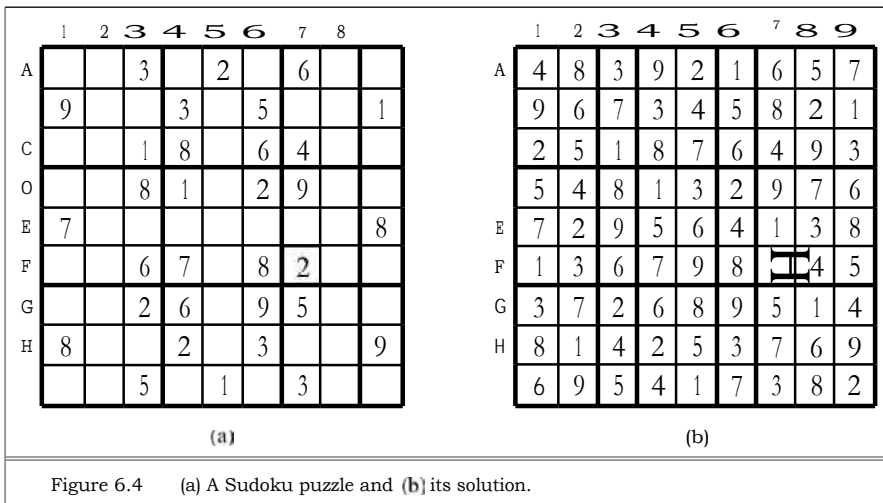 1 2 3 4 5 6 7 8
A 3 2 6
9 3 5 1
C 1 8 6 4
O 8 1 2 9
E 7 8
F 6 7 8 2
G 2 6 9 5
H 8 2 3 9
5 1 3
(a)
1 2 3 4 5 6 7 8 9
A 4 8 3 9 2 1 6 5 7
9 6 7 3 4 5 8 2 1
2 5 1 8 7 6 4 9 3
5 4 8 1 3 2 9 7 6
E 7 2 9 5 6 4 1 3 8
F 1 3 6 7 9 8 4 5
G 3 7 2 6 8 9 5 1 4
H 8 1 4 2 5 3 7 6 9
6 9 5 4 1 7 3 8 2
(b)
Figure 6.4 (a) A Sudoku puzzle and (b) its solution.